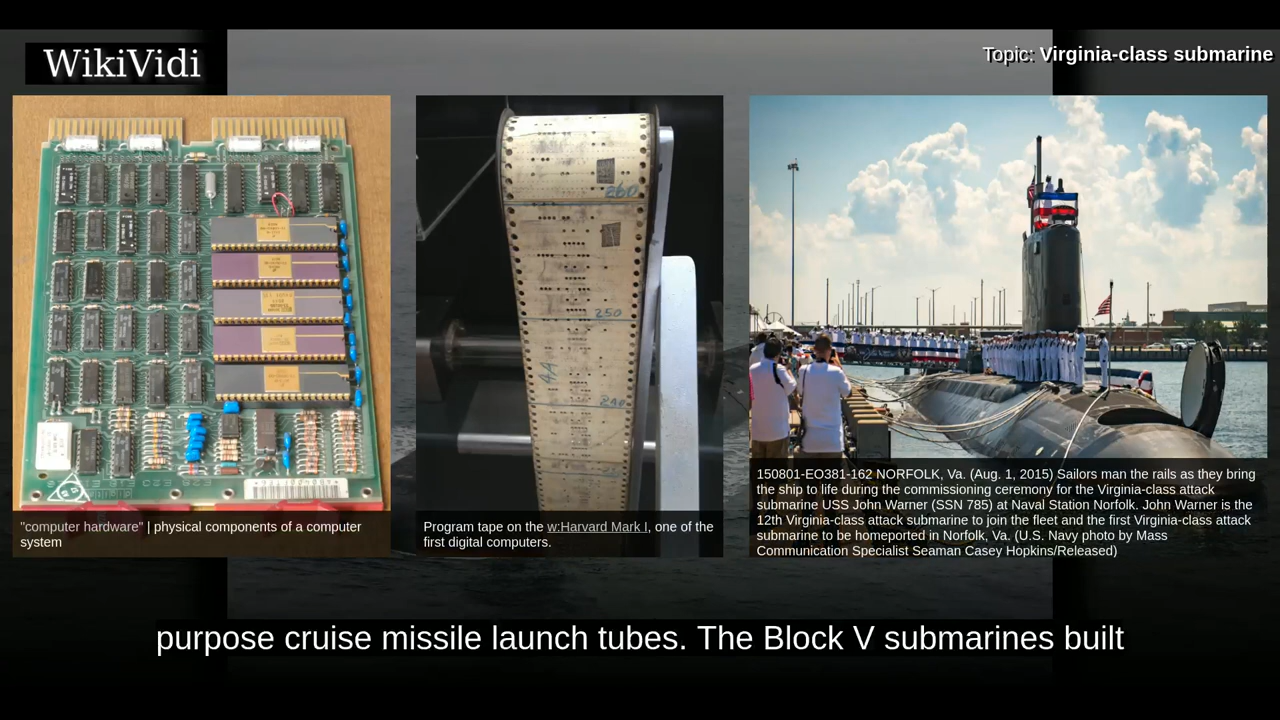 WikiVidi
Topic: Virginia-class submarine
260
250
240
"computer hardware" | physical components of a computer
system
Program tape on the w:Harvard Mark I, one of the
first digital computers.
150801-EO381-162 NORFOLK, Va. (Aug. 1, 2015) Sailors man the rails as they bring
the ship to life during the commissioning ceremony for the Virginia-class attack
submarine USS John Warner (SSN 785) at Naval Station Norfolk. John Warner is the
12th Virginia-class attack submarine to join the fleet and the first Virginia-class attack
submarine to be homeported in Norfolk, Va. (U.S. Navy photo by Mass
Communication Specialist Seaman Casey Hopkins/Released)
purpose cruise missile launch tubes. The Block V submarines built